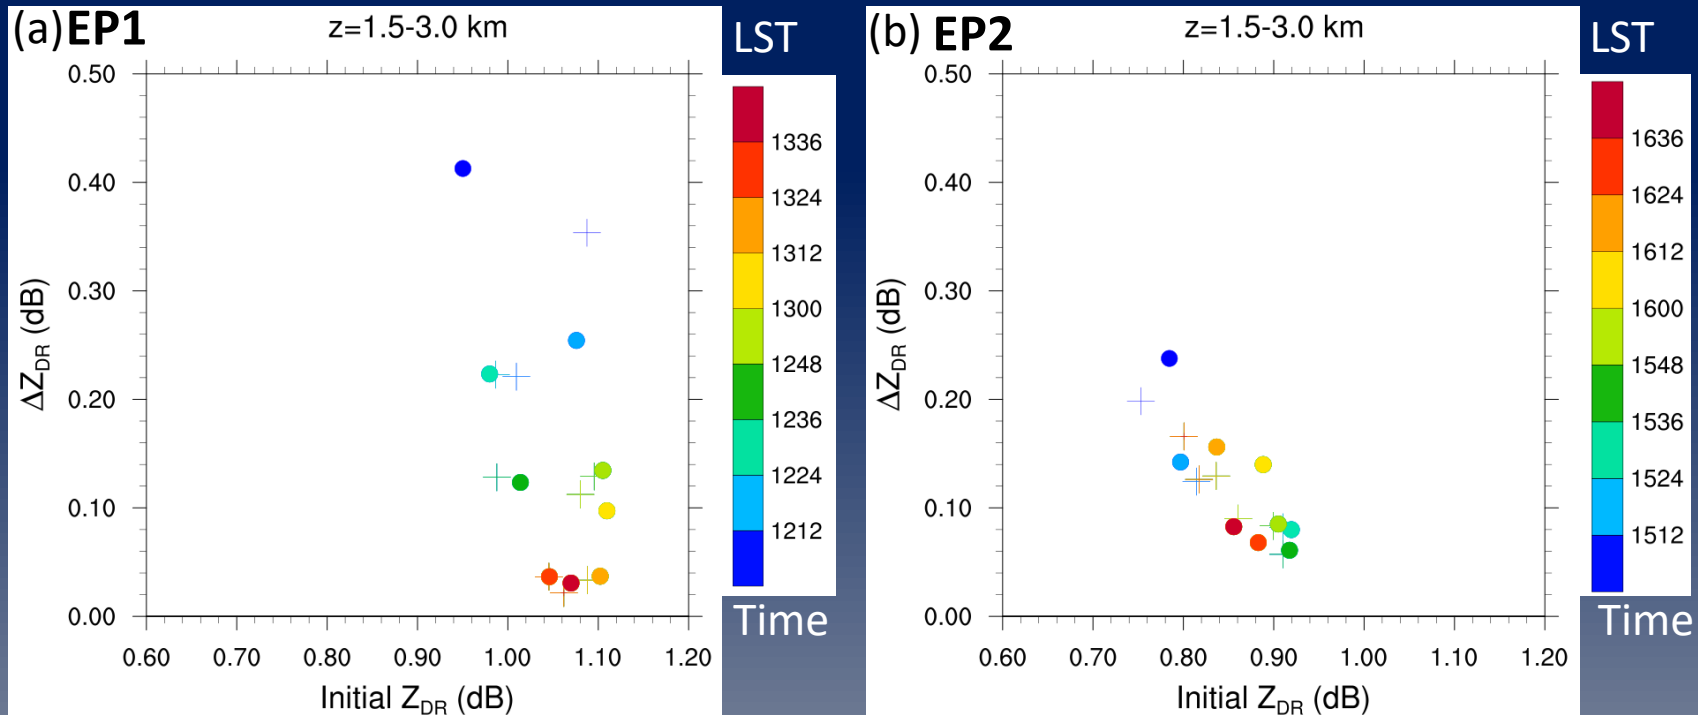 (a) EP1
z=1.5-3.0 km
LST
0.50
0.40
0.30
0.20
0.10
0.00
ΔZDR (dB)
0.60 0.70 0.80 0.90 1.00 1.10 1.20
Initial ZDR (dB)
1336
1324
1312
1300
1248
1236
1224
1212
Time
(b) EP2
z=1.5-3.0 km
LST
0.50
0.40
0.30
0.20
0.10
0.00
ΔZDR (dB)
0.60 0.70 0.80 0.90 1.00 1.10 1.20
Initial ZDR (dB)
1636
1624
1612
1600
1548
1536
1524
1512
Time